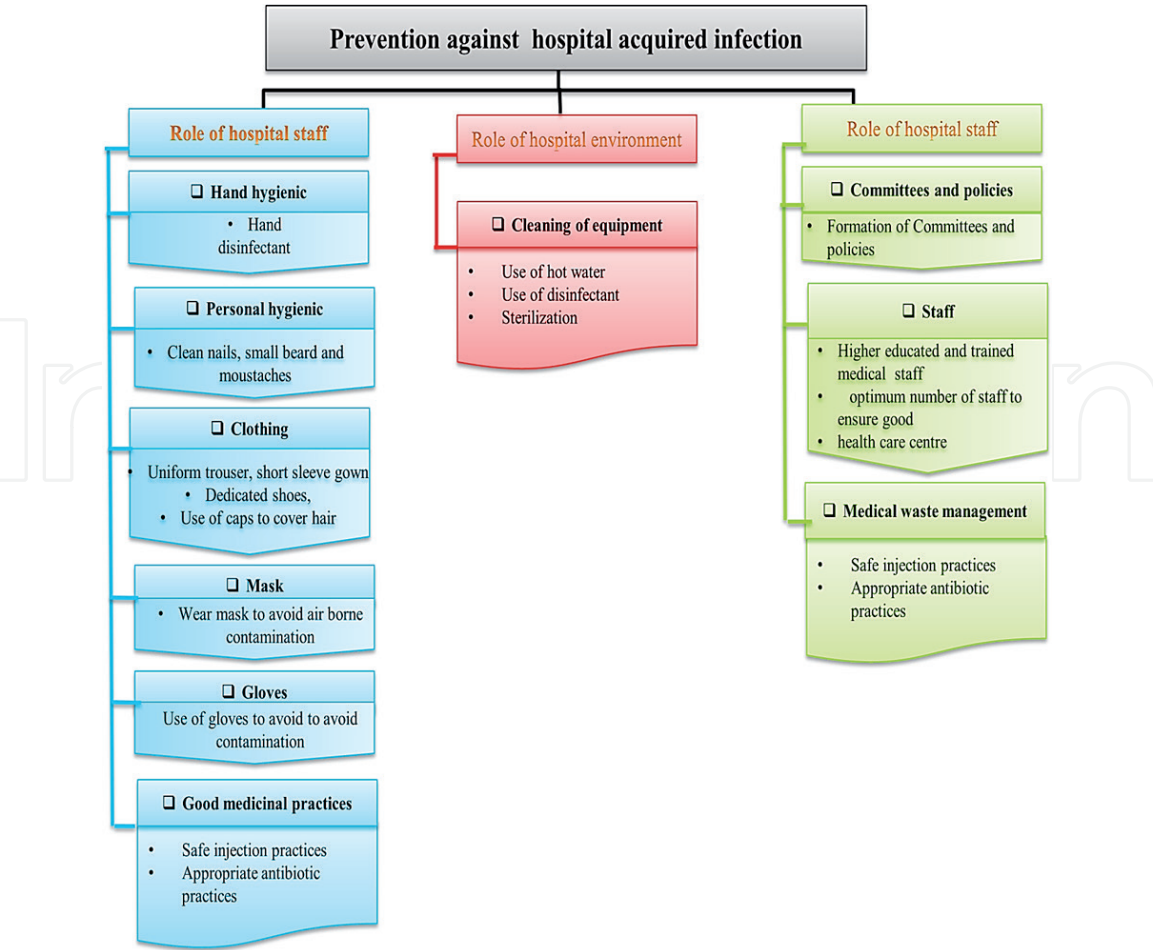 Prevention against hospital acquired infection
Role of hospital staff
❑ Hand hygienic
• Hand
disinfectant
❑ Personal hygienic
• Clean nails, small beard and
moustaches
❑ Clothing
• Uniform trouser, short sleeve gown
• Dedicated shoes,
• Use of caps to cover hair
❑ Mask
• Wear mask to avoid air borne
contamination
❑ Gloves
Use of gloves to avoid to avoid
contamination
❑ Good medicinal practices
• Safe injection practices
• Appropriate antibiotic
practices
Role of hospital environment
❑ Cleaning of equipment
• Use of hot water
• Use of disinfectant
• Sterilization
Role of hospital staff
❑ Committees and policies
• Formation of Committees and
policies
❑ Staff
• Higher educated and trained
medical staff
• optimum number of staff to
ensure good
• health care centre
❑ Medical waste management
• Safe injection practices
• Appropriate antibiotic
practices